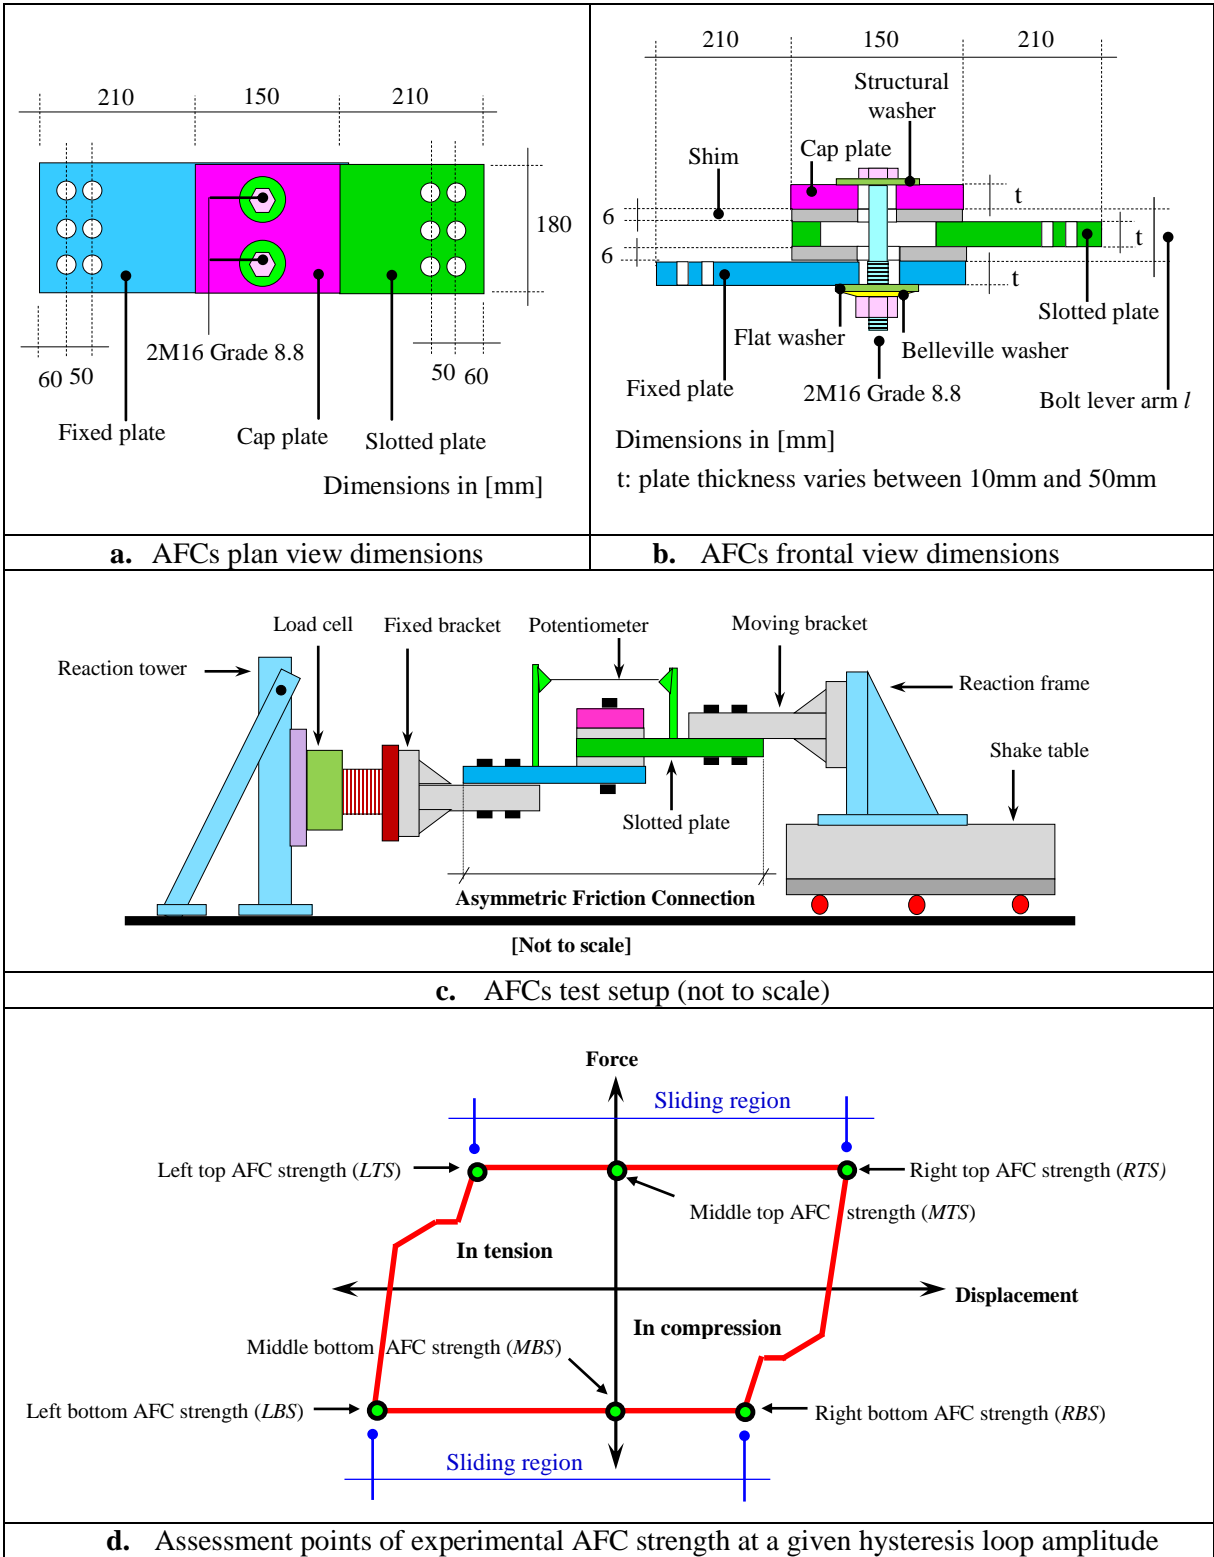 210
150
210
180
2M16 Grade 8.8
60
50
50
60
Fixed plate
Cap plate
Slotted plate
Dimensions in [mm]
210
150
210
Structural
washer
Shim
Cap plate
t
6
t
6
t
Slotted plate
Flat washer
Belleville washer
Fixed plate
2M16 Grade 8.8
Bolt lever arm l
Dimensions in [mm]
t: plate thickness varies between 10mm and 50mm
a. AFCs plan view dimensions
b. AFCs frontal view dimensions
Load cell
Fixed bracket
Potentiometer
Moving bracket
Reaction tower
Reaction frame
Shake table
Slotted plate
Asymmetric Friction Connection
[Not to scale]
c. AFCs test setup (not to scale)
Force
Sliding region
Left top AFC strength (LTS)
Right top AFC strength (RTS)
Middle top AFC strength (MTS)
In tension
Displacement
In compression
Middle bottom AFC strength (MBS)
Left bottom AFC strength (LBS)
Right bottom AFC strength (RBS)
Sliding region
d. Assessment points of experimental AFC strength at a given hysteresis loop amplitude